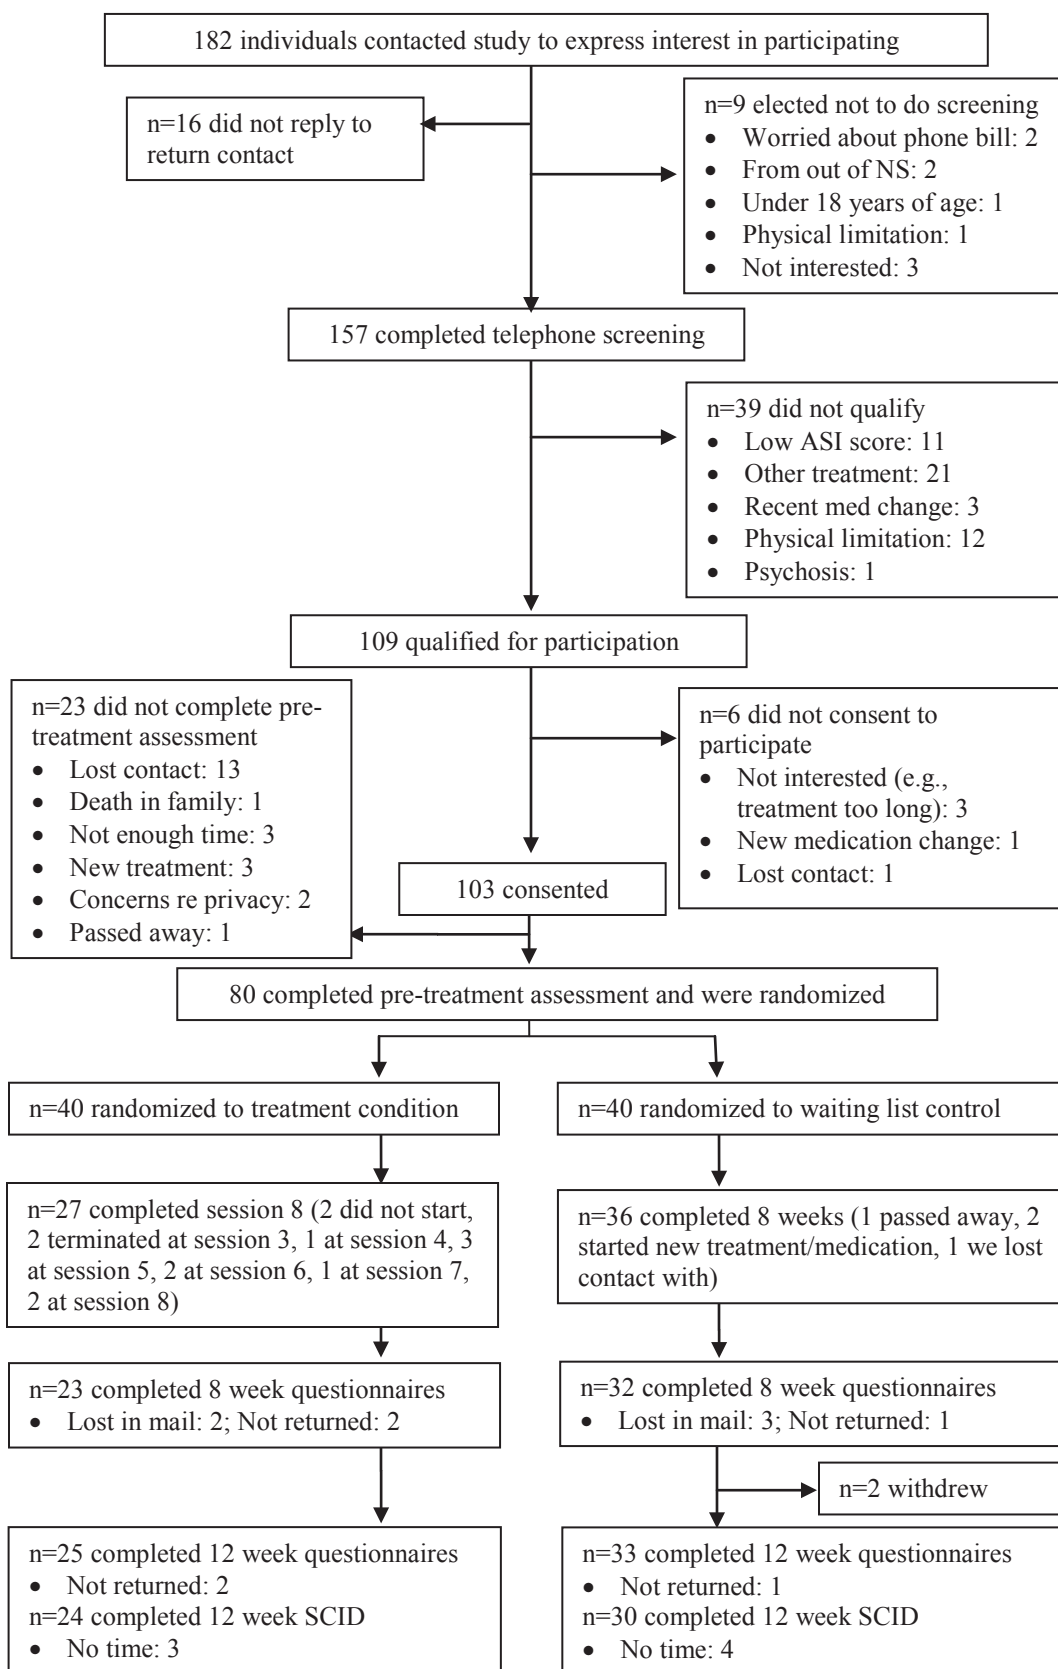 182 individuals contacted study to express interest in participating
n=16 did not reply to
return contact
n=9 elected not to do screening
• Worried about phone bill: 2
• From out of NS: 2
• Under 18 years of age: 1
• Physical limitation: 1
• Not interested: 3
157 completed telephone screening
n=39 did not qualify
• Low ASI score: 11
• Other treatment: 21
• Recent med change: 3
• Physical limitation: 12
• Psychosis: 1
109 qualified for participation
n=23 did not complete pre-
treatment assessment
• Lost contact: 13
• Death in family: 1
• Not enough time: 3
• New treatment: 3
• Concerns re privacy: 2
• Passed away: 1
n=6 did not consent to
participate
• Not interested (e.g.,
treatment too long): 3
• New medication change: 1
• Lost contact: 1
103 consented
80 completed pre-treatment assessment and were randomized
n=40 randomized to treatment condition
n=40 randomized to waiting list control
n=27 completed session 8 (2 did not start,
2 terminated at session 3, 1 at session 4, 3
at session 5, 2 at session 6, 1 at session 7,
2 at session 8)
n=36 completed 8 weeks (1 passed away, 2
started new treatment/medication, 1 we lost
contact with)
n=23 completed 8 week questionnaires
• Lost in mail: 2; Not returned: 2
n=32 completed 8 week questionnaires
• Lost in mail: 3; Not returned: 1
n=2 withdrew
n=25 completed 12 week questionnaires
• Not returned: 2
n=24 completed 12 week SCID
• No time: 3
n=33 completed 12 week questionnaires
• Not returned: 1
n=30 completed 12 week SCID
• No time: 4